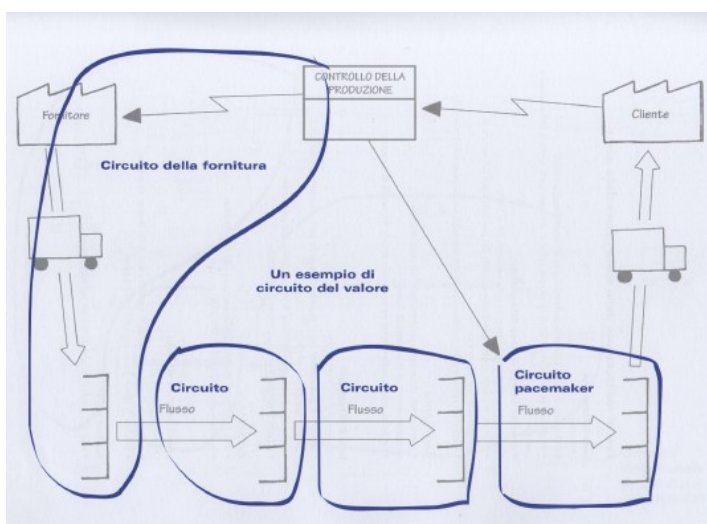 CONTROLLO DELLA
PRODUZIONE
Fornitore
Cliente
Circuito della fornitura
Un esempio di
circuito del valore
Circuito
Flusso
Circuito
Flusso
Circuito
pacemaker
Flusso